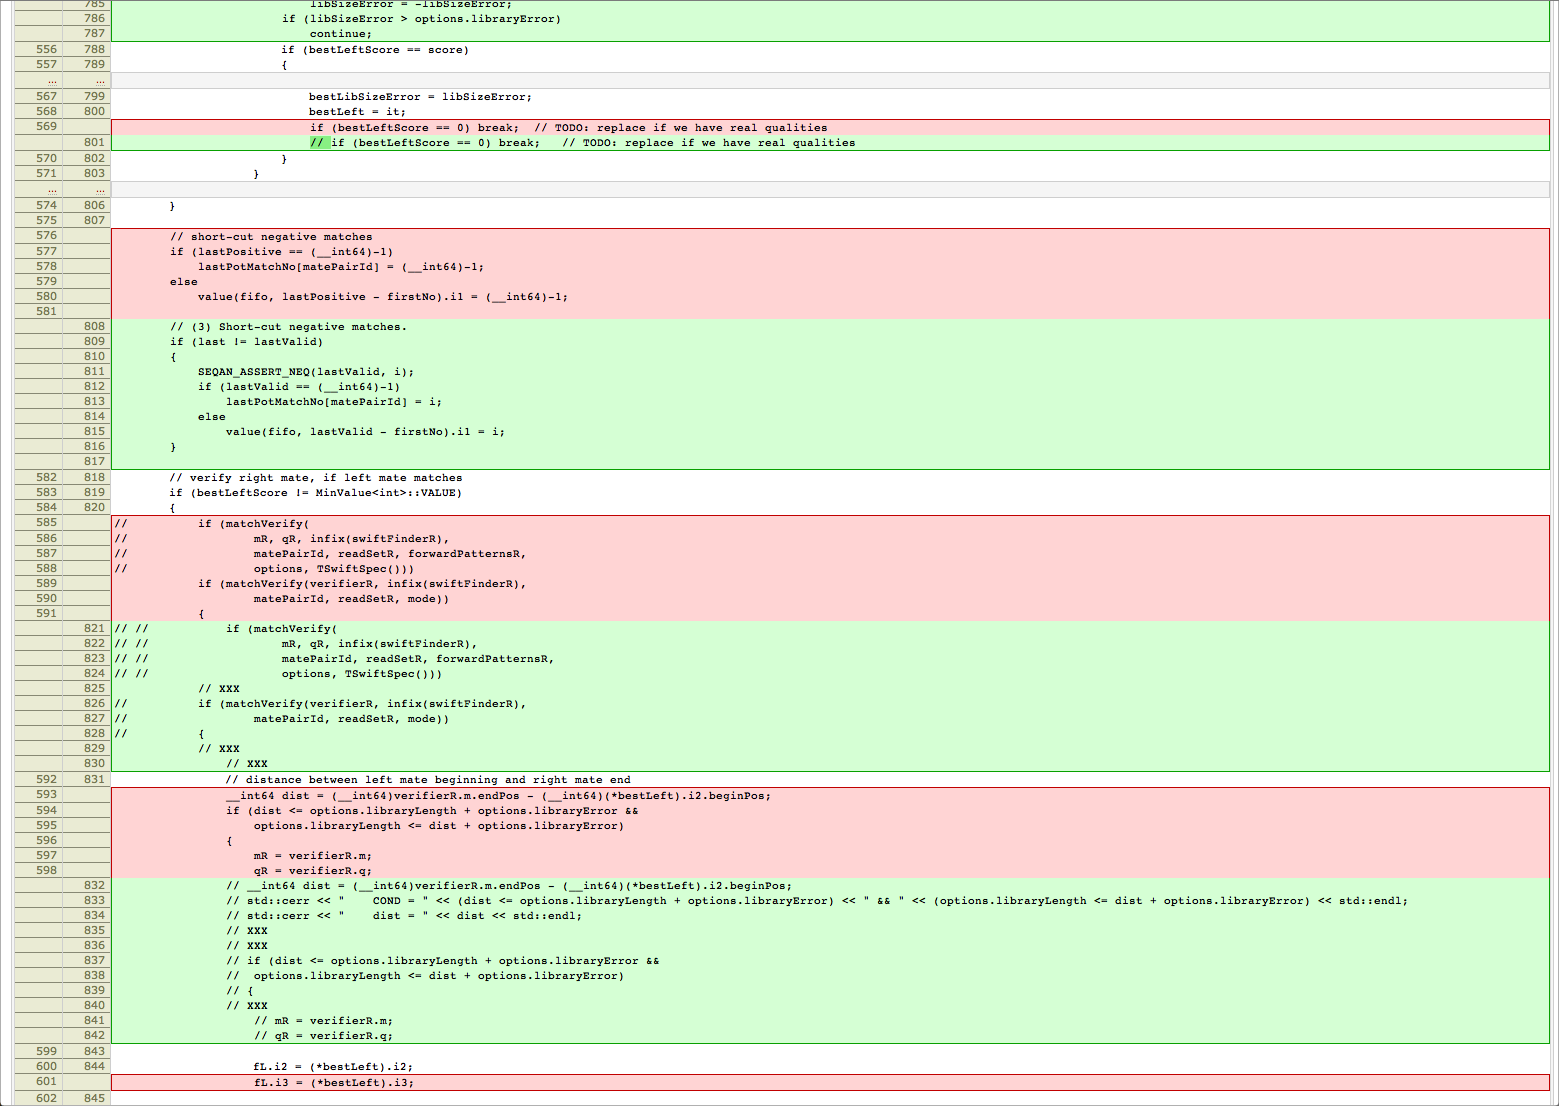 785 libSizeError = -libSizeError;
786 if (libSizeError > options.libraryError)
787 continue;
556 788 if (bestLeftScore == score)
557 789 {
... ...
567 799 bestLibSizeError = libSizeError;
568 800 bestLeft = it;
569 if (bestLeftScore == 0) break;  // TODO: replace if we have real qualities
801 // if (bestLeftScore == 0) break;   // TODO: replace if we have real qualities
570 802 }
571 803 }
... ...
574 806 }
575 807
576 // short-cut negative matches
577 if (lastPositive == (__int64)-1)
578 lastPotMatchNo[matePairId] = (__int64)-1;
579 else
580 value(fifo, lastPositive - firstNo).i1 = (__int64)-1;
581
808 // (3) Short-cut negative matches.
809 if (last != lastValid)
810 {
811 SEQAN_ASSERT_NEQ(lastValid, i);
812 if (lastValid == (__int64)-1)
813 lastPotMatchNo[matePairId] = i;
814 else
815 value(fifo, lastValid - firstNo).i1 = i;
816 }
817
582 818 // verify right mate, if left mate matches
583 819 if (bestLeftScore != MinValue<int>::VALUE)
584 820 {
585 // if (matchVerify(
586 // mR, qR, infix(swiftFinderR),
587 // matePairId, readSetR, forwardPatternsR,
588 // options, TSwiftSpec()))
589 if (matchVerify(verifierR, infix(swiftFinderR),
590 matePairId, readSetR, mode))
591 {
821 // // if (matchVerify(
822 // // mR, qR, infix(swiftFinderR),
823 // // matePairId, readSetR, forwardPatternsR,
824 // // options, TSwiftSpec()))
825 // XXX
826 // if (matchVerify(verifierR, infix(swiftFinderR),
827 // matePairId, readSetR, mode))
828 // {
829 // XXX
830 // XXX
592 831 // distance between left mate beginning and right mate end
593 __int64 dist = (__int64)verifierR.m.endPos - (__int64)(*bestLeft).i2.beginPos;
594 if (dist <= options.libraryLength + options.libraryError &&
595 options.libraryLength <= dist + options.libraryError)
596 {
597 mR = verifierR.m;
598 qR = verifierR.q;
832 // __int64 dist = (__int64)verifierR.m.endPos - (__int64)(*bestLeft).i2.beginPos;
833 // std::cerr << "    COND = " << (dist <= options.libraryLength + options.libraryError) << " && " << (options.libraryLength <= dist + options.libraryError) << std::endl;
834 // std::cerr << "    dist = " << dist << std::endl;
835 // XXX
836 // XXX
837 // if (dist <= options.libraryLength + options.libraryError &&
838 //  options.libraryLength <= dist + options.libraryError)
839 // {
840 // XXX
841 // mR = verifierR.m;
842 // qR = verifierR.q;
599 843
600 844 fL.i2 = (*bestLeft).i2;
601 fL.i3 = (*bestLeft).i3;
602 845